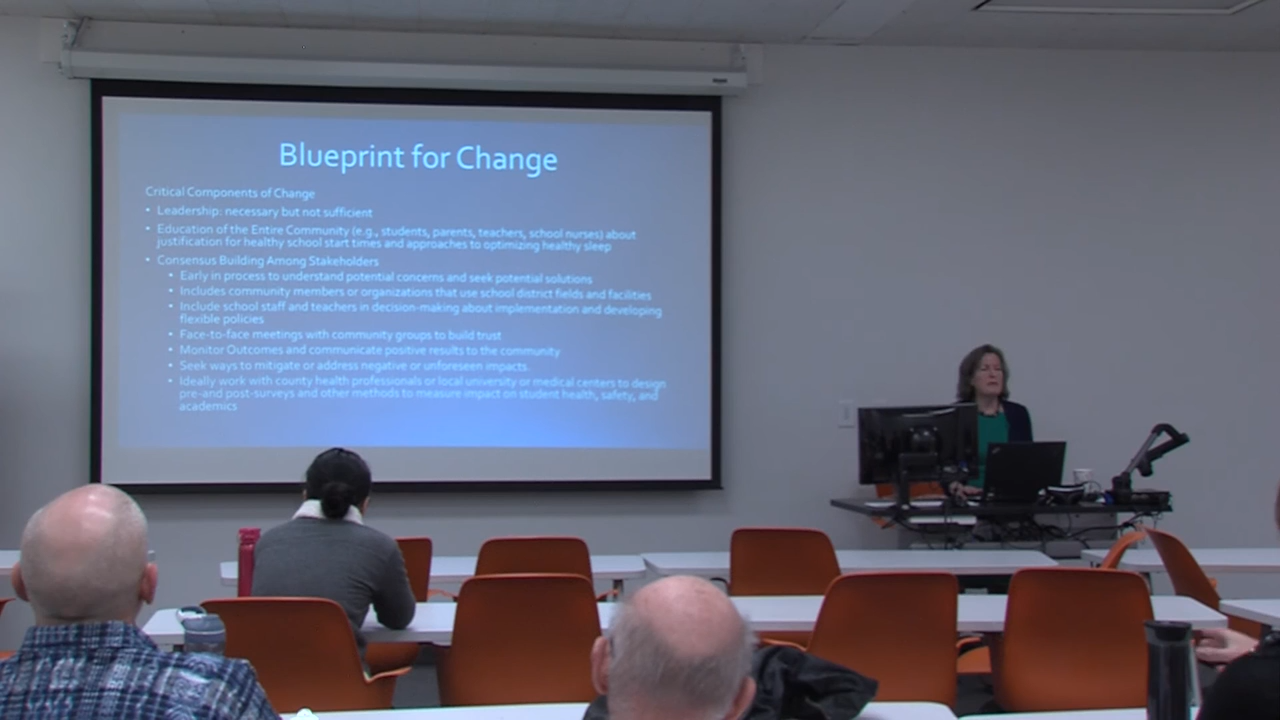 Blueprint for Change
Critical Components of Change
• Leadership: necessary but not sufficient
• Education of the Entire Community (e.g., students, parents, teachers, school nurses) about
justification for healthy school start times and approaches to optimizing healthy sleep
• Consensus Building Among Stakeholders
• Early in process to understand potential concerns and seek potential solutions
• Includes community members or organizations that use school district fields and facilities
• Include school staff and teachers in decision-making about implementation and developing
flexible policies
• Face-to-face meetings with community groups to build trust
• Monitor Outcomes and communicate positive results to the community
• Seek ways to mitigate or address negative or unforeseen impacts.
• Ideally work with county health professionals or local university or medical centers to design
pre-and post-surveys and other methods to measure impact on student health, safety, and
academics